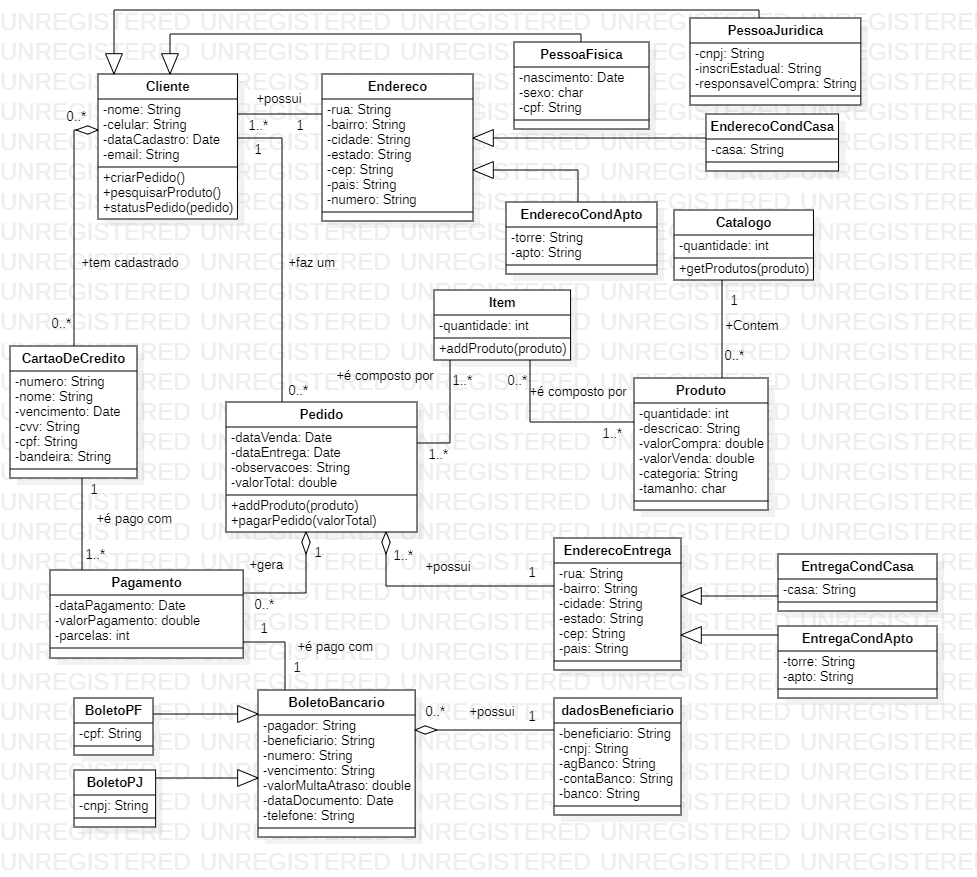 PessoaJuridica
-cnpj: String
-inscriEstadual: String
-responsavelCompra: String
PessoaFisica
-nascimento: Date
-sexo: char
-cpf: String
Cliente
-nome: String
-celular: String
-dataCadastro: Date
-email: String
+criarPedido()
+pesquisarProduto()
+statusPedido(pedido)
+possui
1..*
1
1
0..*
Endereco
-rua: String
-bairro: String
-cidade: String
-estado: String
-cep: String
-pais: String
-numero: String
EnderecoCondCasa
-casa: String
EnderecoCondApto
-torre: String
-apto: String
Catalogo
-quantidade: int
+getProdutos(produto)
1
+Contem
0..*
+tem cadastrado
0..*
+faz um
0..*
Item
-quantidade: int
+addProduto(produto)
+é composto por
1..*
1..*
0..*
+é composto por
1..*
CartaoDeCredito
-numero: String
-nome: String
-vencimento: Date
-cvv: String
-cpf: String
-bandeira: String
1
+é pago com
1..*
Pedido
-dataVenda: Date
-dataEntrega: Date
-observacoes: String
-valorTotal: double
+addProduto(produto)
+pagarPedido(valorTotal)
Produto
-quantidade: int
-descricao: String
-valorCompra: double
-valorVenda: double
-categoria: String
-tamanho: char
1
+gera
0..*
1..*
+possui
1
EnderecoEntrega
-rua: String
-bairro: String
-cidade: String
-estado: String
-cep: String
-pais: String
EntregaCondCasa
-casa: String
EntregaCondApto
-torre: String
-apto: String
Pagamento
-dataPagamento: Date
-valorPagamento: double
-parcelas: int
1
+é pago com
1
BoletoPF
-cpf: String
BoletoPJ
-cnpj: String
BoletoBancario
-pagador: String
-beneficiario: String
-numero: String
-vencimento: String
-valorMultaAtraso: double
-dataDocumento: Date
-telefone: String
0..*
+possui
1
dadosBeneficiario
-beneficiario: String
-cnpj: String
-agBanco: String
-contaBanco: String
-banco: String
UNREGISTERED